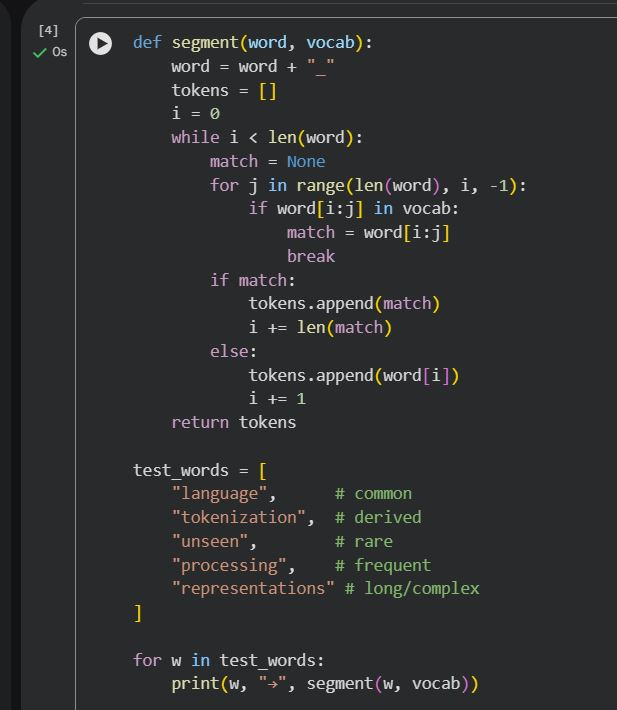 [4]
0s
def segment(word, vocab):
    word = word + "_"
    tokens = []
    i = 0
    while i < len(word):
        match = None
        for j in range(len(word), i, -1):
            if word[i:j] in vocab:
                match = word[i:j]
                break
        if match:
            tokens.append(match)
            i += len(match)
        else:
            tokens.append(word[i])
            i += 1
    return tokens

test_words = [
    "language",      # common
    "tokenization",  # derived
    "unseen",        # rare
    "processing",    # frequent
    "representations" # long/complex
]

for w in test_words:
    print(w, "→", segment(w, vocab))